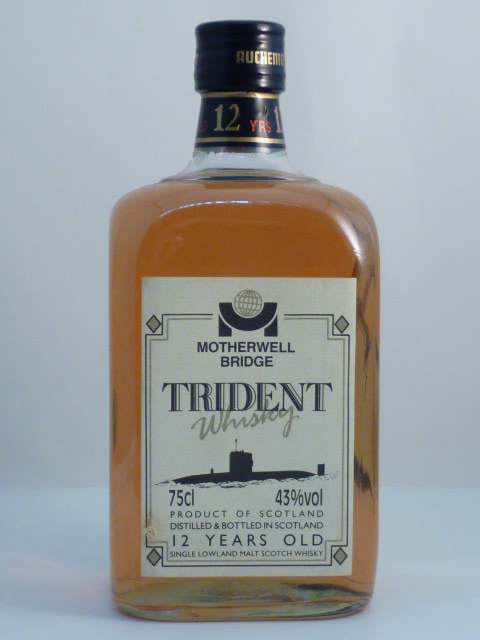 12 YRS
MOTHERWELL
BRIDGE
TRIDENT
Whisky
75cl 43%vol
PRODUCT OF SCOTLAND
DISTILLED & BOTTLED IN SCOTLAND
12 YEARS OLD
SINGLE LOWLAND MALT SCOTCH WHISKY